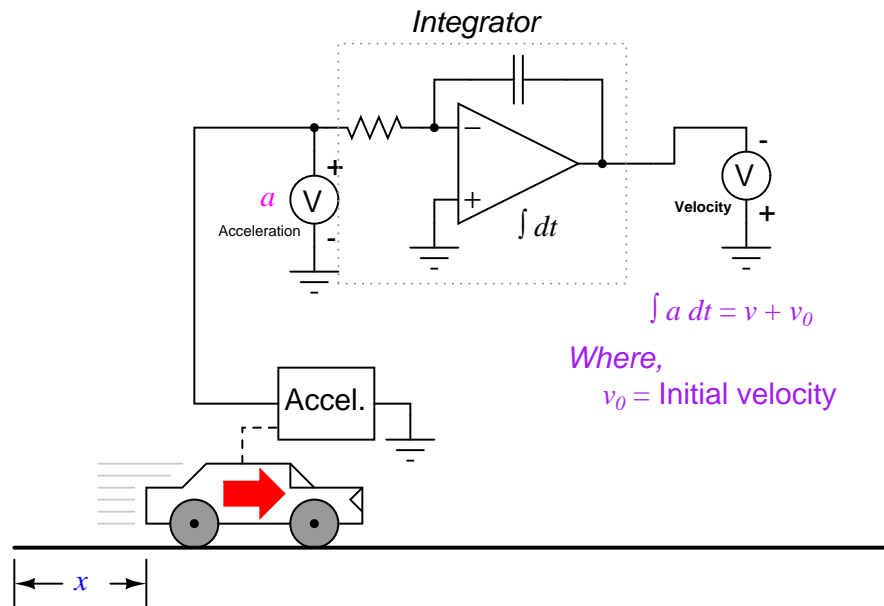 Integrator
−
+
∫ dt
+
V
-
a
Acceleration
-
V
+
Velocity
∫ a dt = v + v₀
Where,
v₀ = Initial velocity
Accel.
x